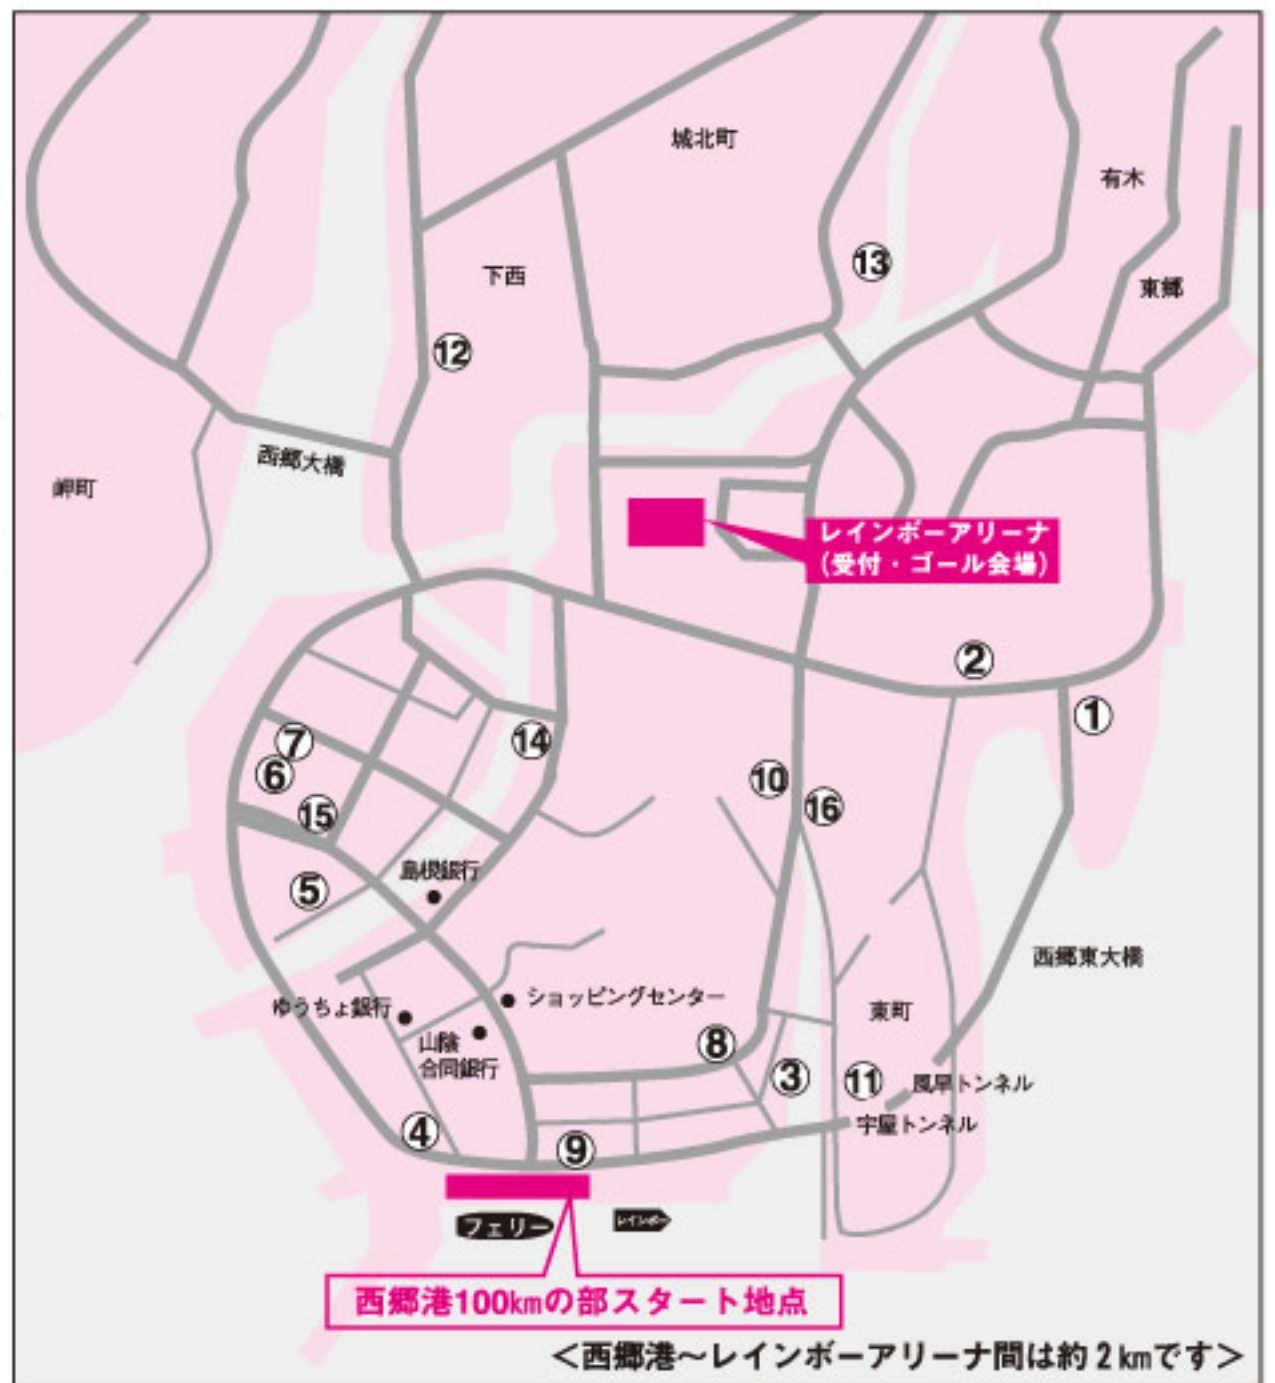 城北町
有木
⑬
下西
東郷
⑫
西郷大橋
岬町
レインボーアリーナ
(受付・ゴール会場)
②
①
⑦
⑭
⑥
⑩
⑮
⑯
島根銀行
⑤
西郷東大橋
ゆうちょ銀行
ショッピングセンター
東町
山陰
合同銀行
⑧
③
⑪
風早トンネル
宇屋トンネル
④
⑨
フェリー
レインボー
西郷港100㎞の部スタート地点
＜西郷港～レインボーアリーナ間は約2㎞です＞